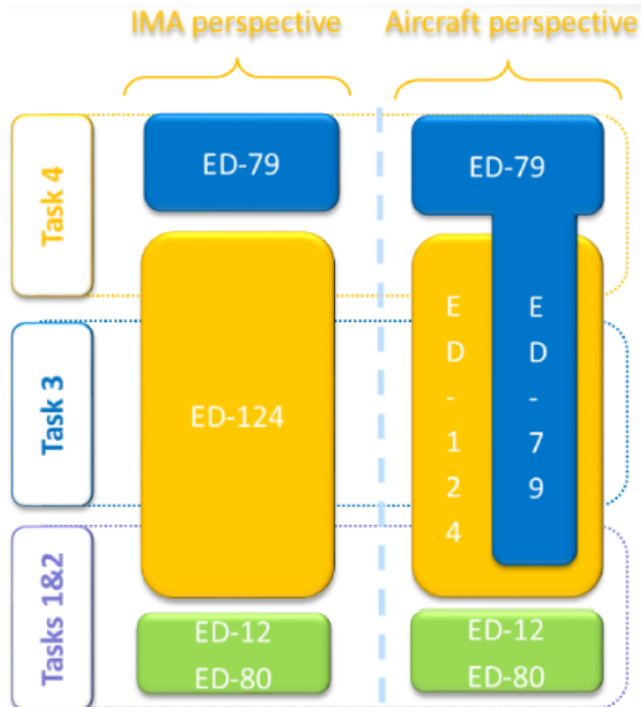 IMA perspective
Aircraft perspective
Task 4
ED-79
ED-79
Task 3
ED-124
E
D
-
1
2
4
E
D
-
7
9
Tasks 1&2
ED-12
ED-80
ED-12
ED-80